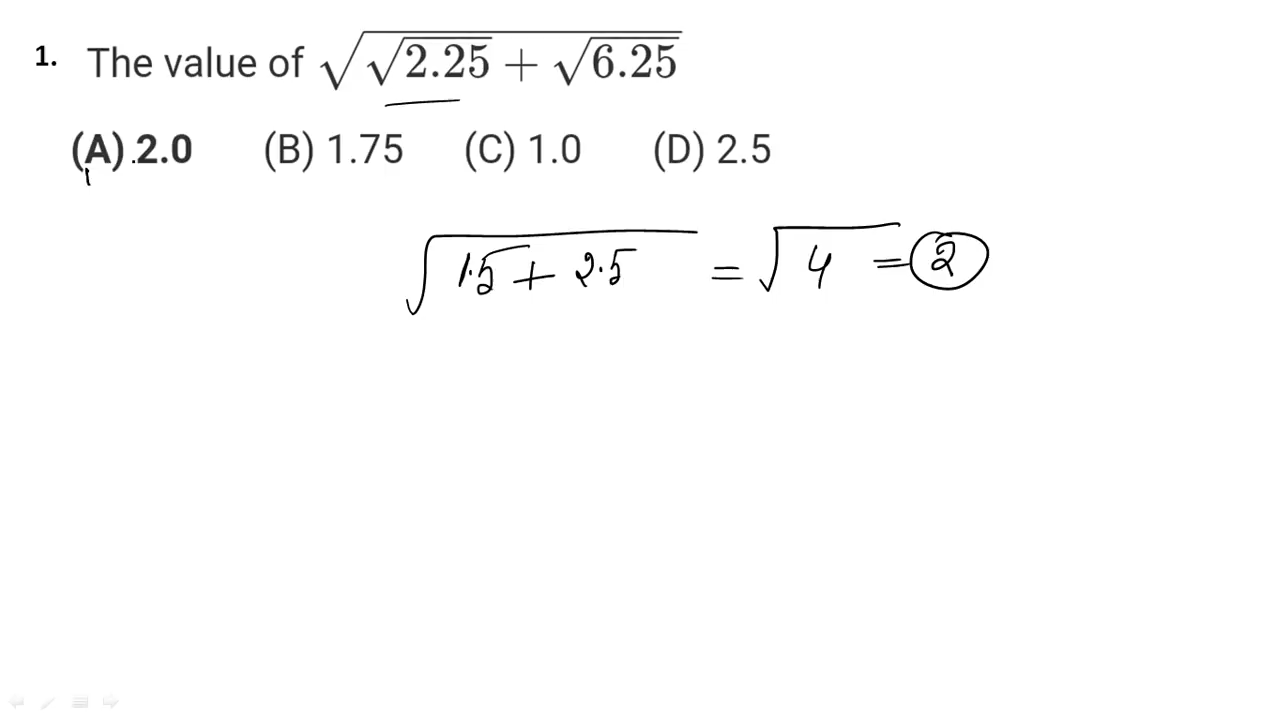 1. The value of √(√2.25 + √6.25)
(A) 2.0 (B) 1.75 (C) 1.0 (D) 2.5
√(1.5 + 2.5) = √4 = 2